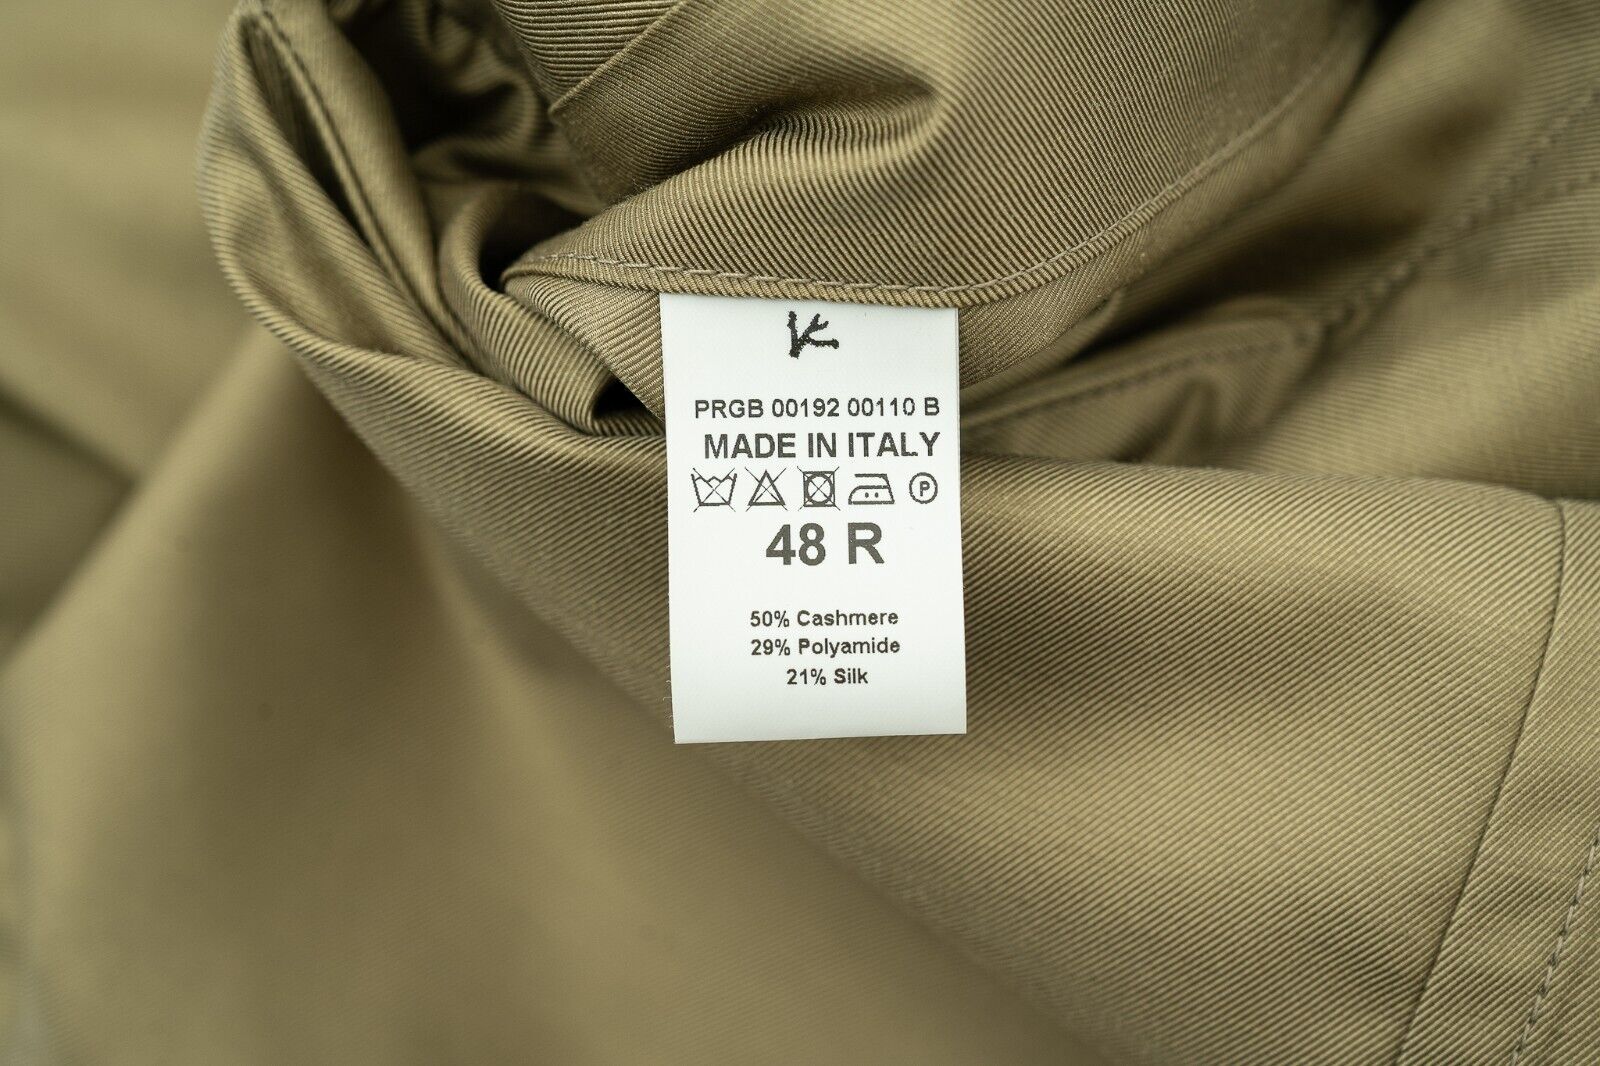 PRGB 00192 00110 B
MADE IN ITALY
P
48 R
50% Cashmere
29% Polyamide
21% Silk